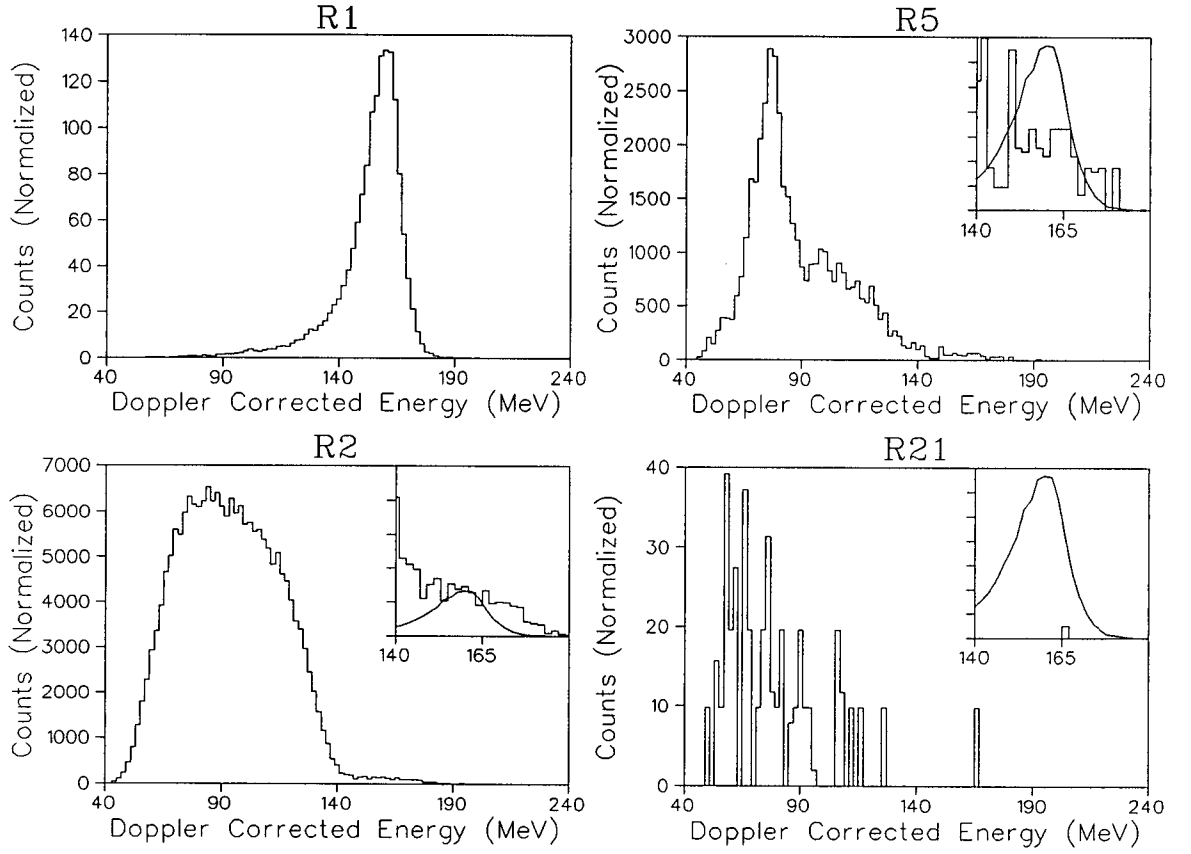 R1
140
120
100
80
60
40
20
0
Counts (Normalized)
40 90 140 190 240
Doppler Corrected Energy (MeV)
R5
3000
2500
2000
1500
1000
500
0
Counts (Normalized)
140 165
40 90 140 190 240
Doppler Corrected Energy (MeV)
R2
7000
6000
5000
4000
3000
2000
1000
0
Counts (Normalized)
140 165
40 90 140 190 240
Doppler Corrected Energy (MeV)
R21
40
30
20
10
0
Counts (Normalized)
140 165
40 90 140 190 240
Doppler Corrected Energy (MeV)